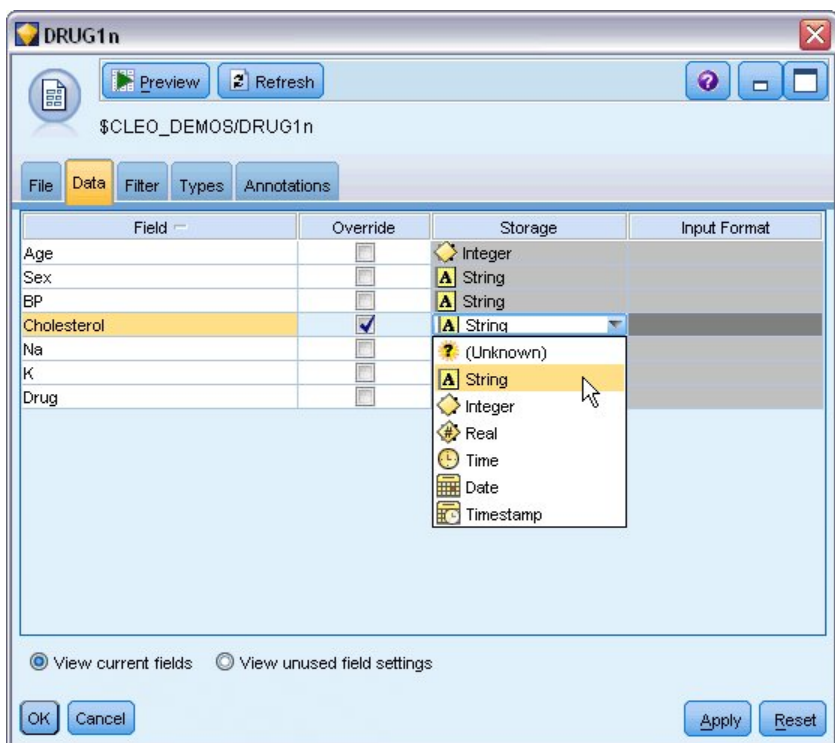 DRUG1n
Preview Refresh
$CLEO_DEMOS/DRUG1n
File Data Filter Types Annotations
Field Override Storage Input Format
Age Integer
Sex A String
BP A String
Cholesterol A String
Na ? (Unknown)
K A String
Drug Integer
# Real
Time
Date
Timestamp
View current fields View unused field settings
OK Cancel Apply Reset